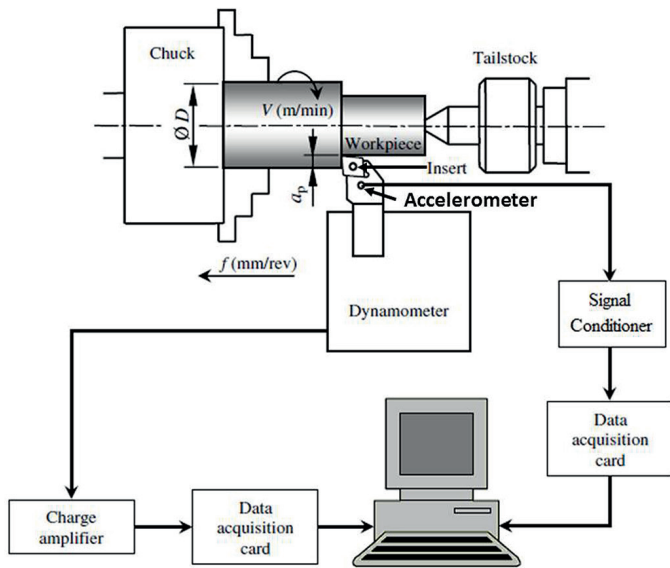 Chuck
Tailstock
Ø D
V (m/min)
Workpiece
Insert
a_p
Accelerometer
f (mm/rev)
Dynamometer
Signal
Conditioner
Data
acquisition
card
Charge
amplifier
Data
acquisition
card